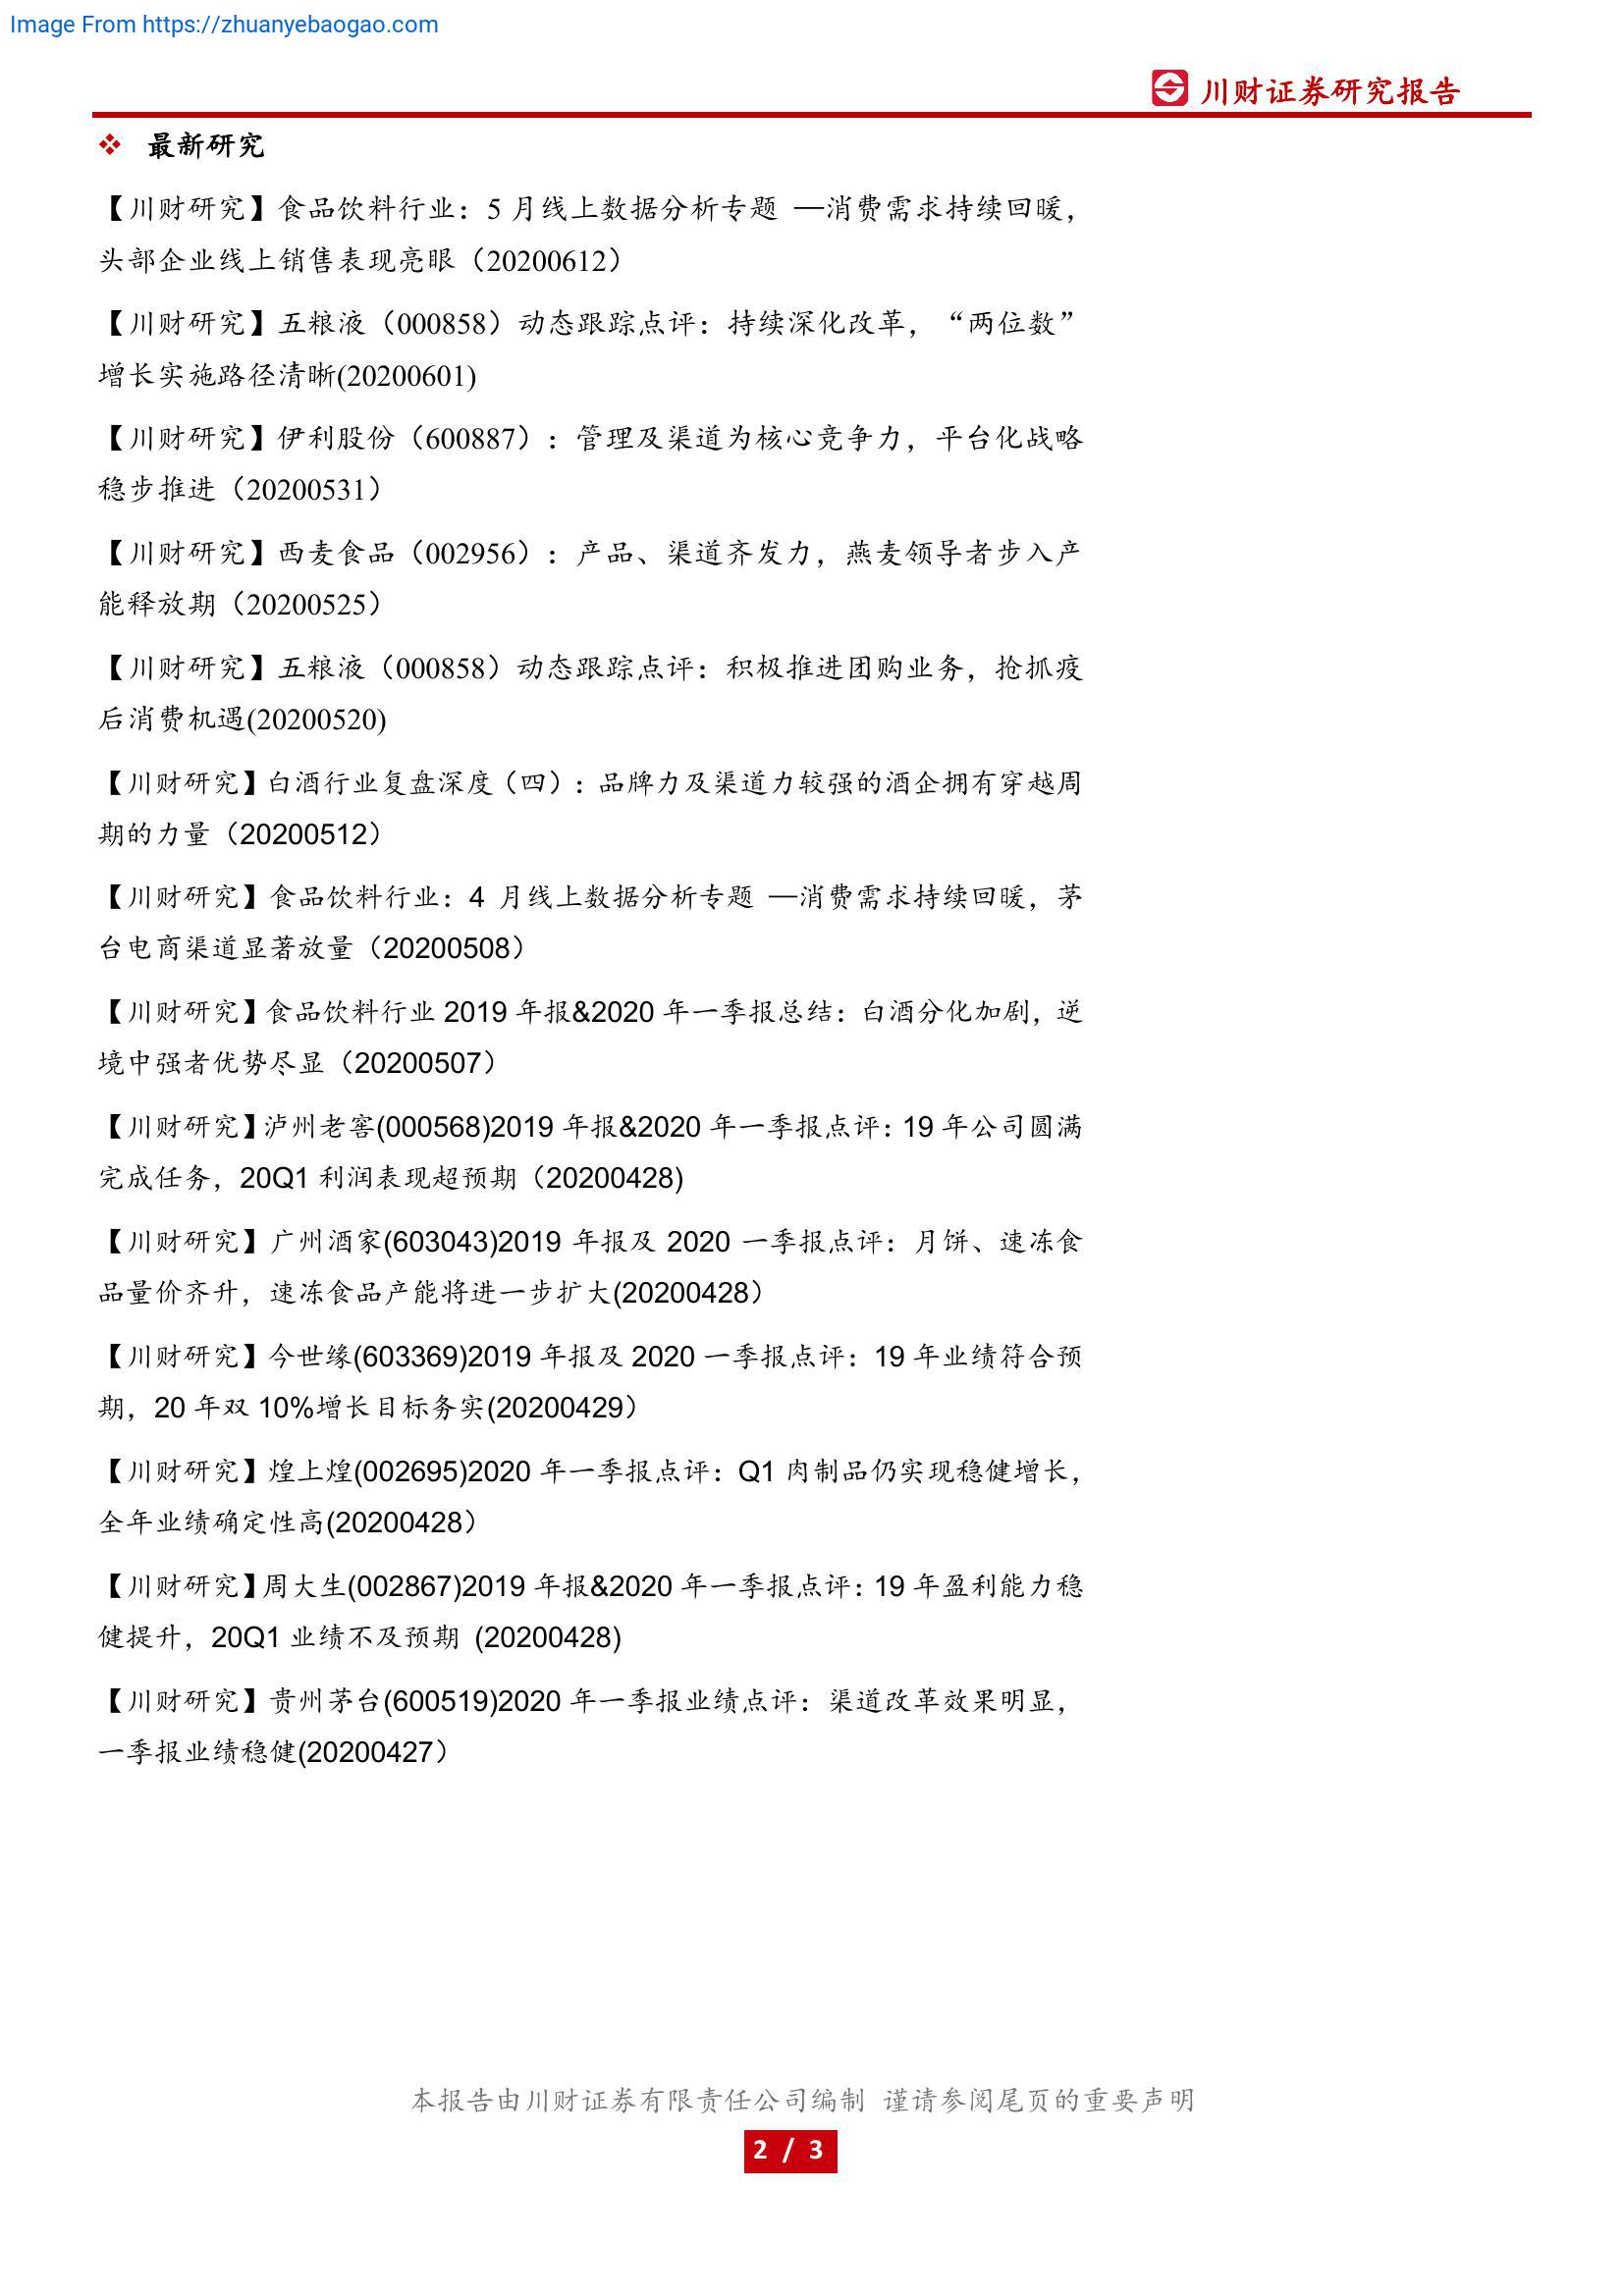 Image From https://zhuanyebaogao.com
川财证券研究报告
❖ 最新研究
【川财研究】食品饮料行业：5 月线上数据分析专题 —消费需求持续回暖，
头部企业线上销售表现亮眼（20200612）
【川财研究】五粮液（000858）动态跟踪点评：持续深化改革，“两位数”
增长实施路径清晰(20200601)
【川财研究】伊利股份（600887）：管理及渠道为核心竞争力，平台化战略
稳步推进（20200531）
【川财研究】西麦食品（002956）：产品、渠道齐发力，燕麦领导者步入产
能释放期（20200525）
【川财研究】五粮液（000858）动态跟踪点评：积极推进团购业务，抢抓疫
后消费机遇(20200520)
【川财研究】白酒行业复盘深度（四）：品牌力及渠道力较强的酒企拥有穿越周
期的力量（20200512）
【川财研究】食品饮料行业：4 月线上数据分析专题 —消费需求持续回暖，茅
台电商渠道显著放量（20200508）
【川财研究】食品饮料行业 2019 年报&2020 年一季报总结：白酒分化加剧，逆
境中强者优势尽显（20200507）
【川财研究】泸州老窖(000568)2019 年报&2020 年一季报点评：19 年公司圆满
完成任务，20Q1 利润表现超预期（20200428)
【川财研究】广州酒家(603043)2019 年报及 2020 一季报点评：月饼、速冻食
品量价齐升，速冻食品产能将进一步扩大(20200428）
【川财研究】今世缘(603369)2019 年报及 2020 一季报点评：19 年业绩符合预
期，20 年双 10%增长目标务实(20200429）
【川财研究】煌上煌(002695)2020 年一季报点评：Q1 肉制品仍实现稳健增长，
全年业绩确定性高(20200428）
【川财研究】周大生(002867)2019 年报&2020 年一季报点评：19 年盈利能力稳
健提升，20Q1 业绩不及预期 (20200428)
【川财研究】贵州茅台(600519)2020 年一季报业绩点评：渠道改革效果明显，
一季报业绩稳健(20200427）
本报告由川财证券有限责任公司编制 谨请参阅尾页的重要声明
2 / 3